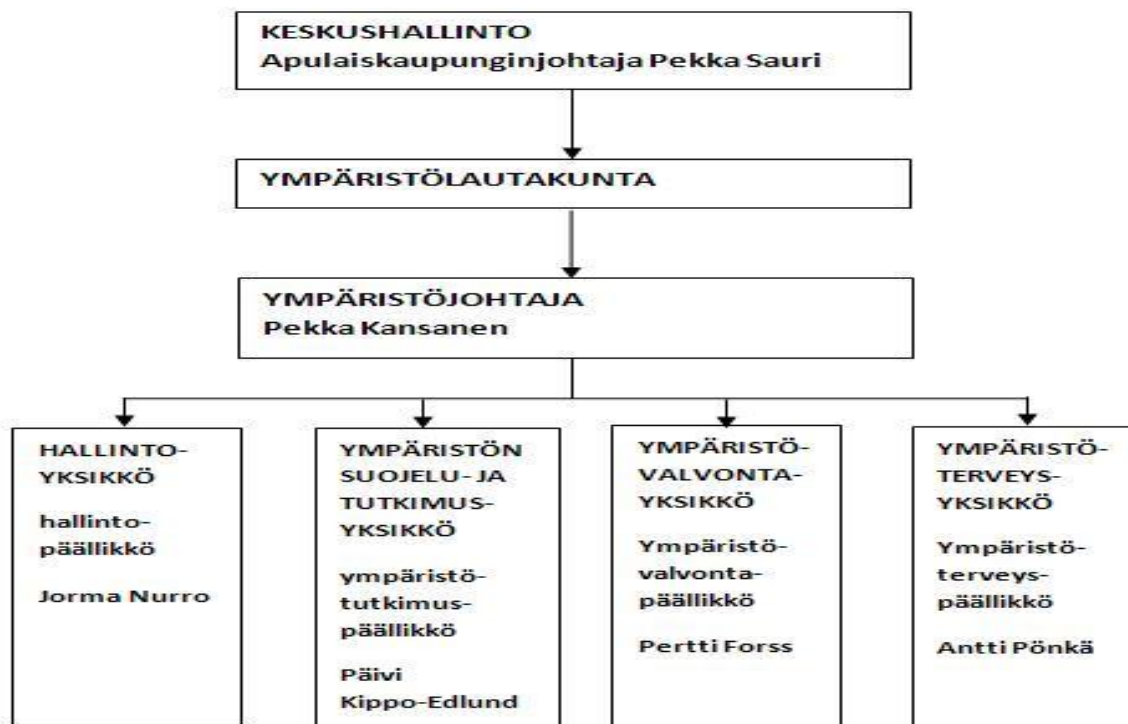 KESKUSHALLINTO
Apulaiskaupunginjohtaja Pekka Sauri
YMPÄRISTÖLAUTAKUNTA
YMPÄRISTÖJOHTAJA
Pekka Kansanen
HALLINTO-
YKSIKKÖ
hallinto-
päällikkö
Jorma Nurro
YMPÄRISTÖN
SUOJELU- JA
TUTKIMUS-
YKSIKKÖ
ympäristö-
tutkimus-
päällikkö
Päivi
Kippo-Edlund
YMPÄRISTÖ-
VALVONTA-
YKSIKKÖ
Ympäristö-
valvonta-
päällikkö
Pertti Forss
YMPÄRISTÖ-
TERVEYS-
YKSIKKÖ
Ympäristö-
terveys-
päällikkö
Antti Pönkä